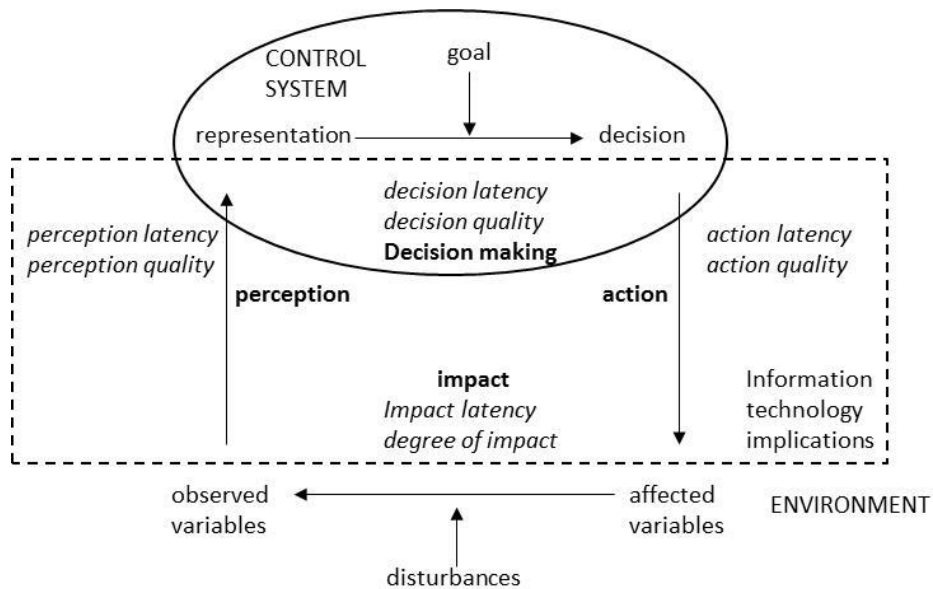 CONTROL
SYSTEM
goal
representation
decision
decision latency
decision quality
Decision making
perception latency
perception quality
action latency
action quality
perception
action
impact
Impact latency
degree of impact
Information
technology
implications
observed
variables
affected
variables
ENVIRONMENT
disturbances